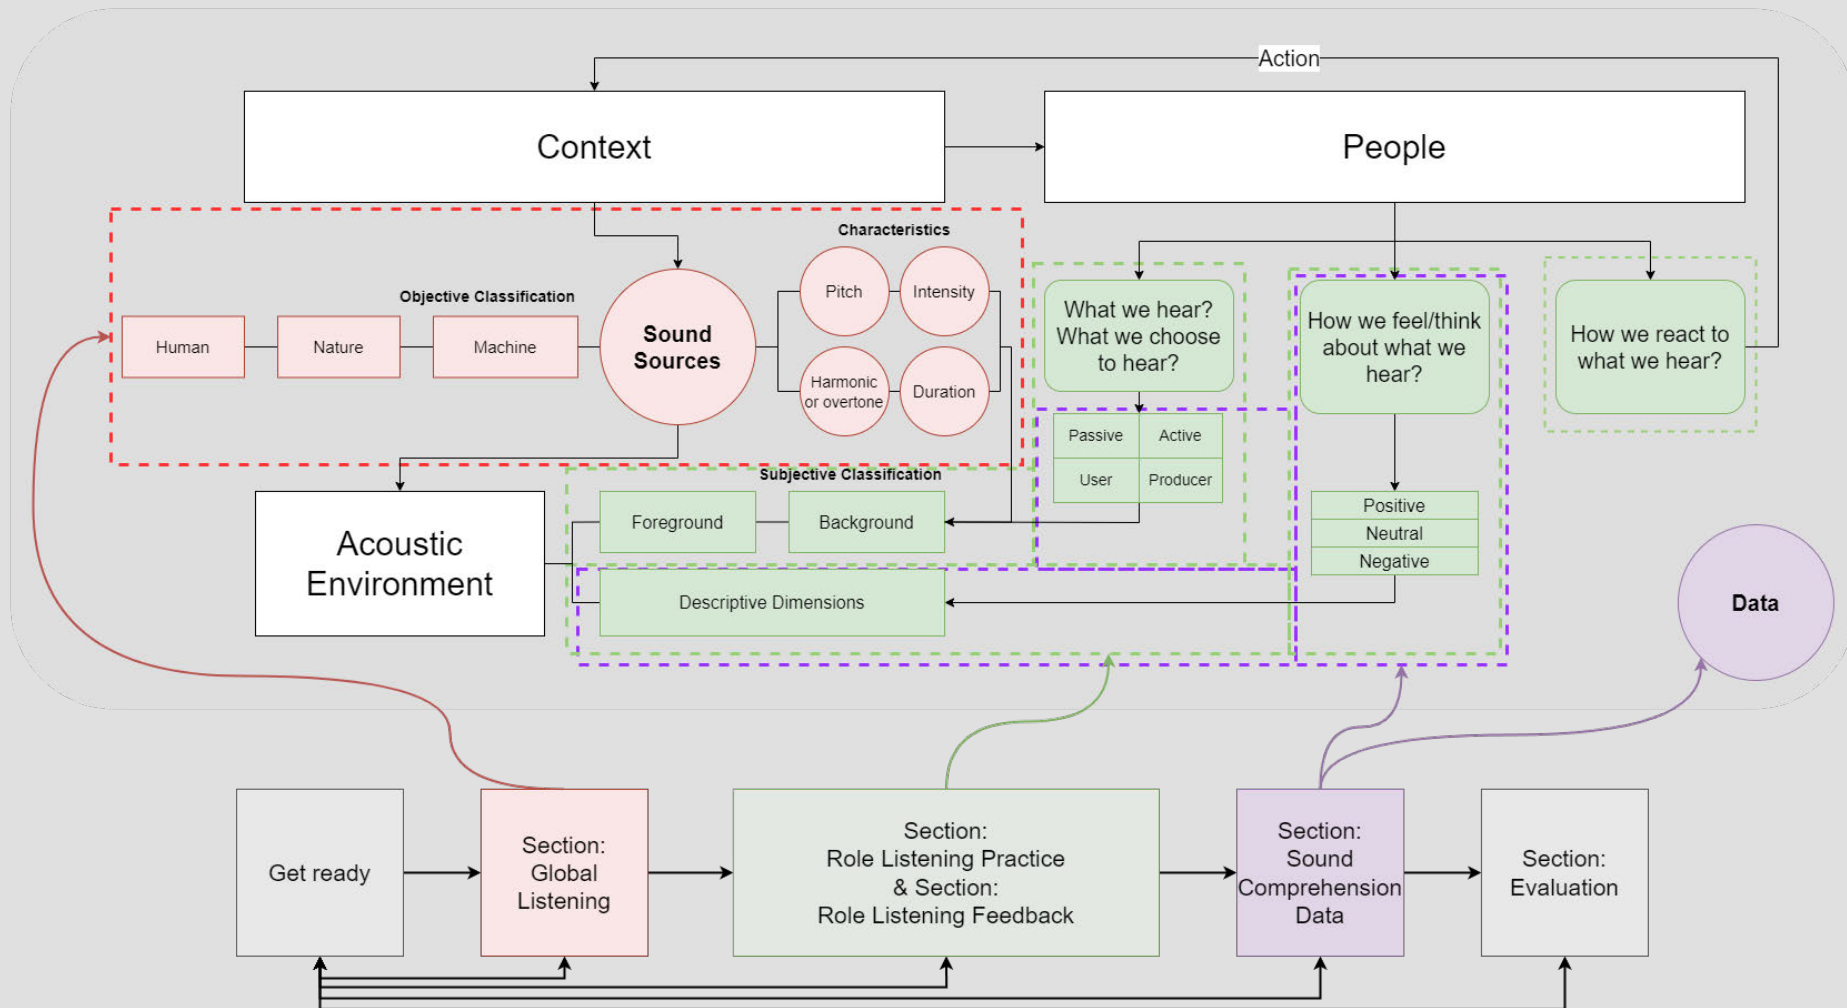 Action
Context
People
Characteristics
Objective Classification
Human
Nature
Machine
Sound
Sources
Pitch
Intensity
Harmonic
or overtone
Duration
What we hear?
What we choose
to hear?
How we feel/think
about what we
hear?
How we react to
what we hear?
Passive
Active
User
Producer
Subjective Classification
Foreground
Background
Acoustic
Environment
Descriptive Dimensions
Positive
Neutral
Negative
Data
Get ready
Section:
Global
Listening
Section:
Role Listening Practice
& Section:
Role Listening Feedback
Section:
Sound
Comprehension
Data
Section:
Evaluation